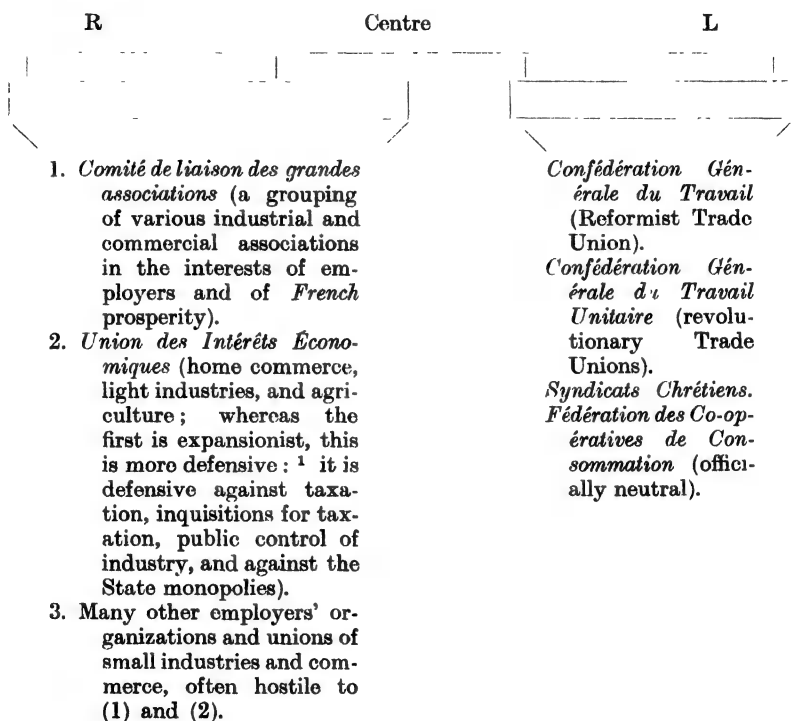 R Centre L
1. Comité de liaison des grandes
associations (a grouping
of various industrial and
commercial associations
in the interests of em-
ployers and of French
prosperity).
2. Union des Intérêts Écono-
miques (home commerce,
light industries, and agri-
culture; whereas the
first is expansionist, this
is more defensive: ¹ it is
defensive against taxa-
tion, inquisitions for tax-
ation, public control of
industry, and against the
State monopolies).
3. Many other employers' or-
ganizations and unions of
small industries and com-
merce, often hostile to
(1) and (2).
Confédération Gén-
érale du Travail
(Reformist Trade
Union).
Confédération Gén-
érale du Travail
Unitaire (revolu-
tionary Trade
Unions).
Syndicats Chrétiens.
Fédération des Co-op-
ératives de Con-
sommation (offici-
ally neutral).